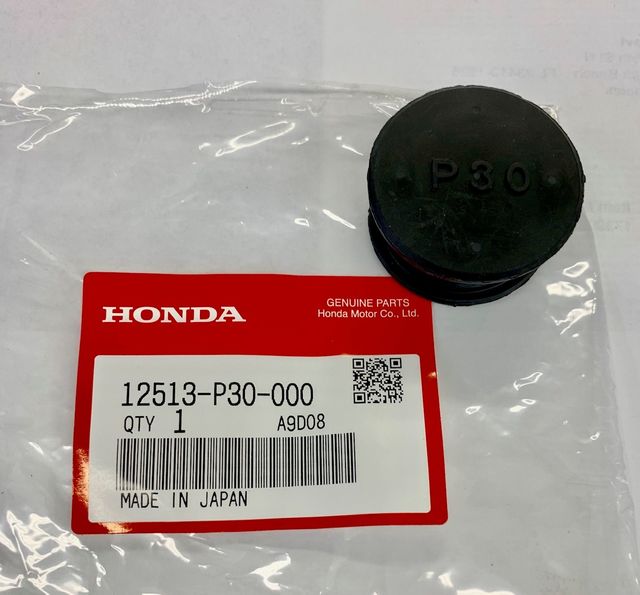 P30
HONDA
GENUINE PARTS
Honda Motor Co., Ltd.
12513-P30-000
QTY 1
A9D08
MADE IN JAPAN